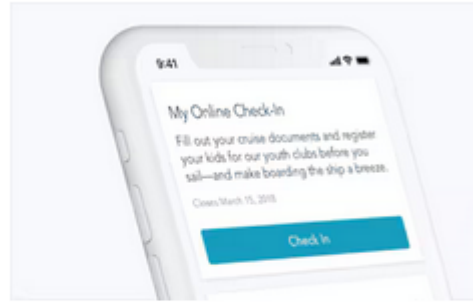 9:41
My Online Check-In
Fill out your cruise documents and register
your kids for our youth clubs before you
sail—and make boarding the ship a breeze.
Closes March 15, 2018
Check In